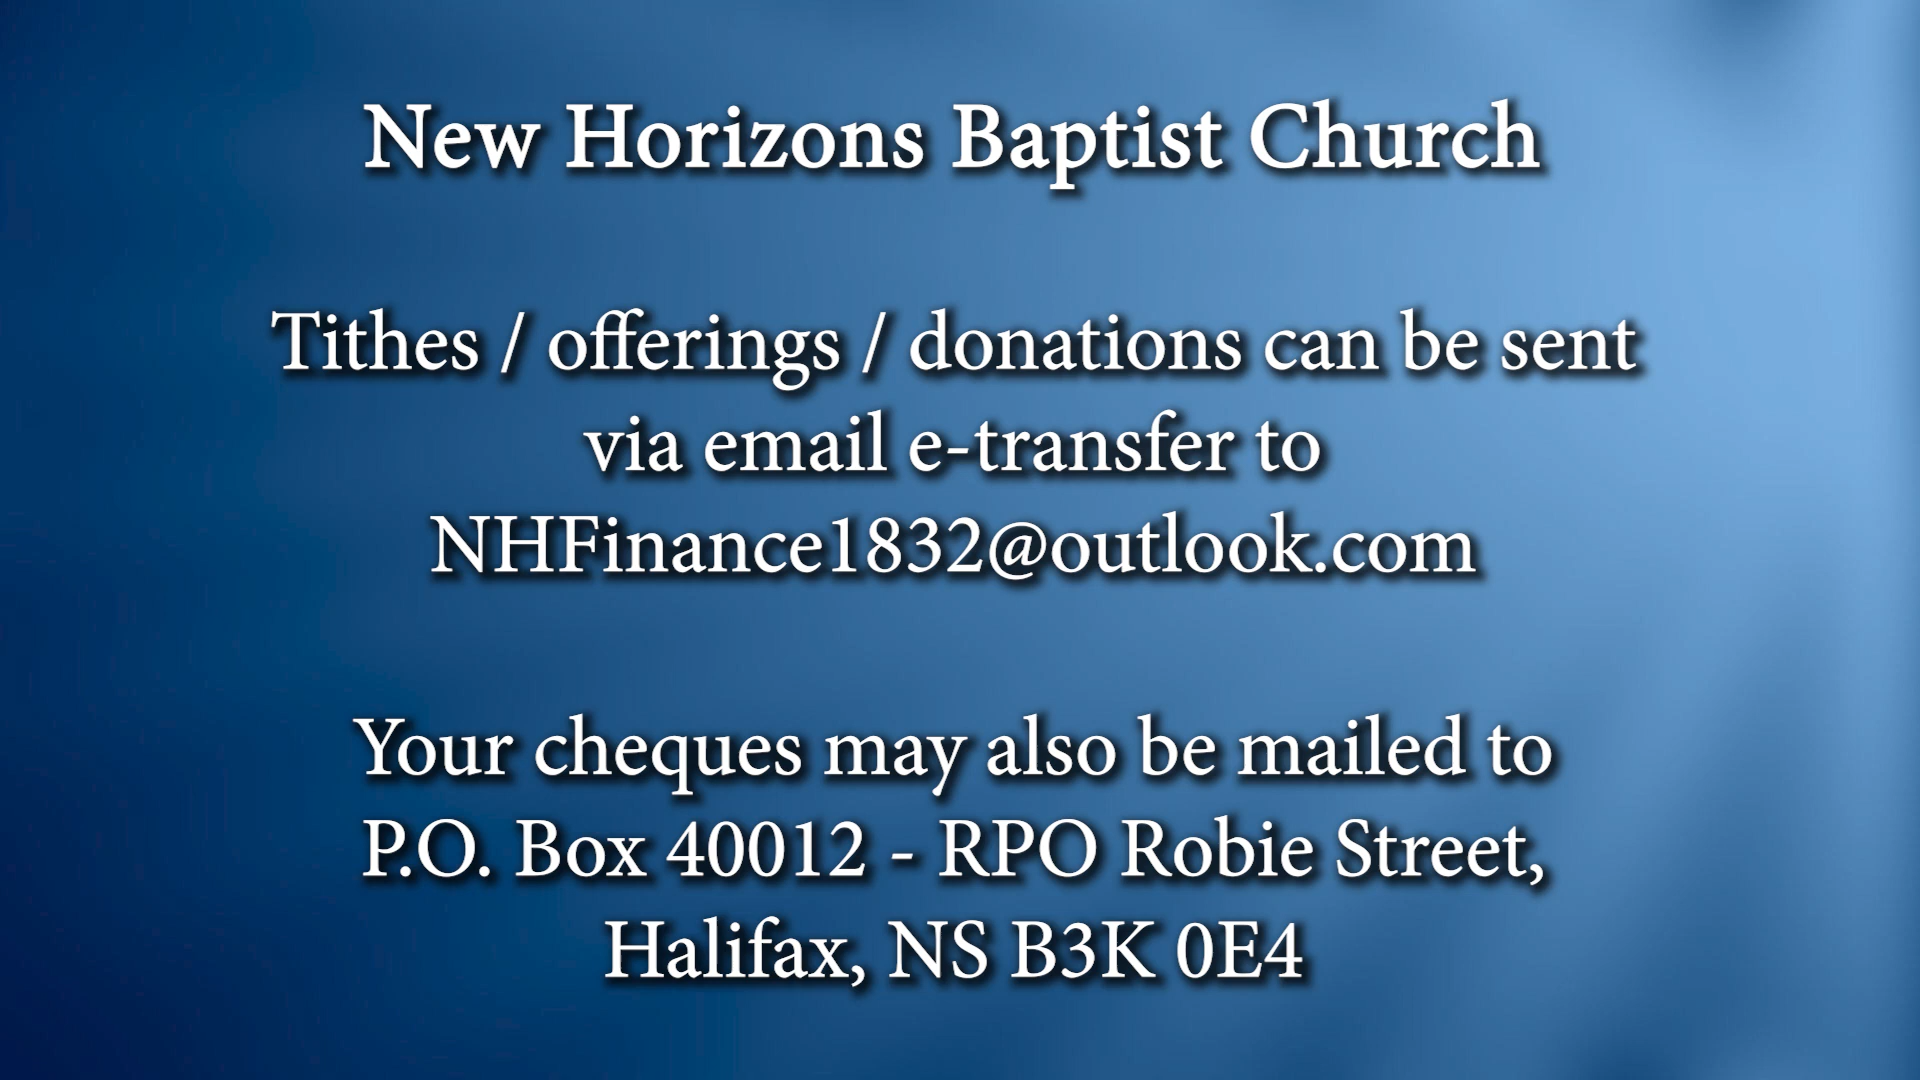 New Horizons Baptist Church
Tithes / offerings / donations can be sent
via email e-transfer to
NHFinance1832@outlook.com
Your cheques may also be mailed to
P.O. Box 40012 - RPO Robie Street,
Halifax, NS B3K 0E4